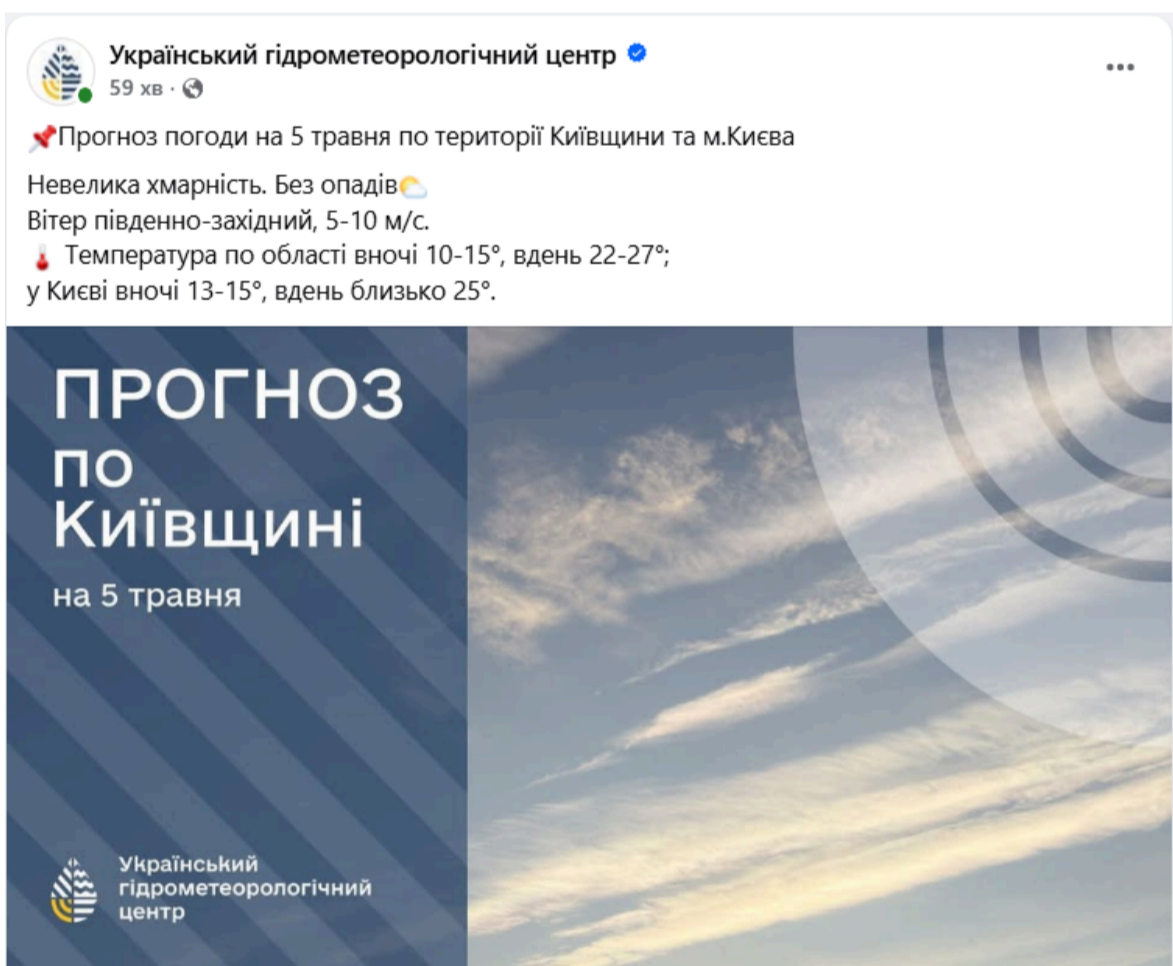 Український гідрометеорологічний центр
59 хв ·
Прогноз погоди на 5 травня по території Київщини та м.Києва
Невелика хмарність. Без опадів
Вітер південно-західний, 5-10 м/с.
Температура по області вночі 10-15°, вдень 22-27°;
у Києві вночі 13-15°, вдень близько 25°.
ПРОГНОЗ
по
Київщині
на 5 травня
Український
гідрометеорологічний
центр